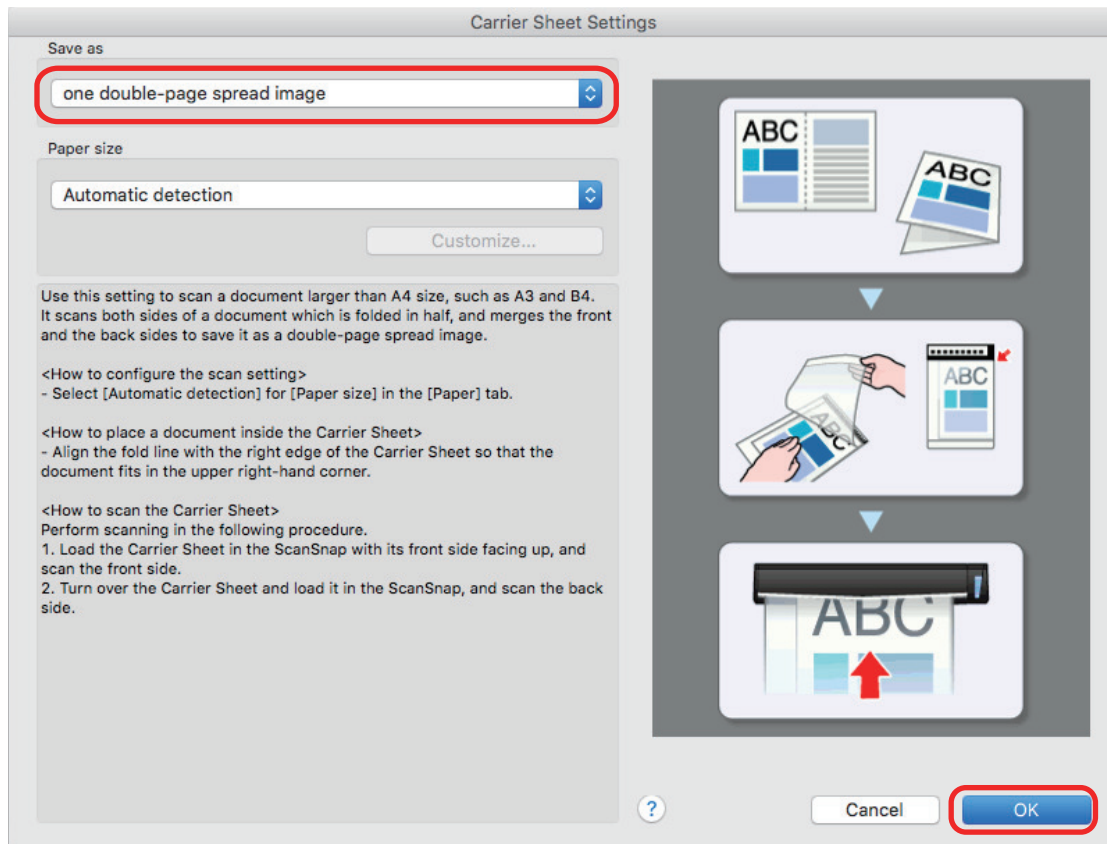 Carrier Sheet Settings
Save as
one double-page spread image
Paper size
Automatic detection
Customize...
Use this setting to scan a document larger than A4 size, such as A3 and B4.
It scans both sides of a document which is folded in half, and merges the front
and the back sides to save it as a double-page spread image.
<How to configure the scan setting>
- Select [Automatic detection] for [Paper size] in the [Paper] tab.
<How to place a document inside the Carrier Sheet>
- Align the fold line with the right edge of the Carrier Sheet so that the
document fits in the upper right-hand corner.
<How to scan the Carrier Sheet>
Perform scanning in the following procedure.
1. Load the Carrier Sheet in the ScanSnap with its front side facing up, and
scan the front side.
2. Turn over the Carrier Sheet and load it in the ScanSnap, and scan the back
side.
ABC
ABC
ABC
ABC
ABC
?
Cancel
OK